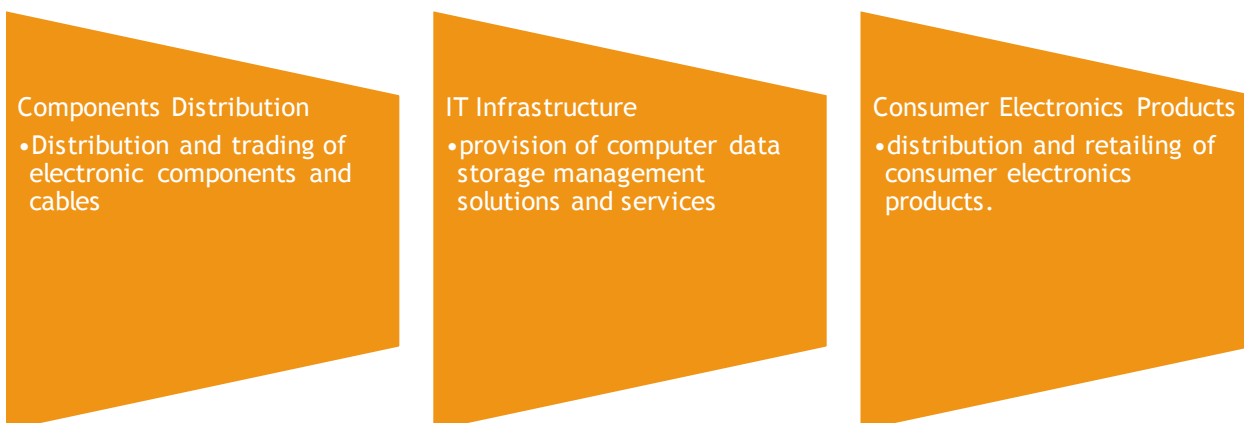 Components Distribution
•Distribution and trading of
electronic components and
cables
IT Infrastructure
•provision of computer data
storage management
solutions and services
Consumer Electronics Products
•distribution and retailing of
consumer electronics
products.